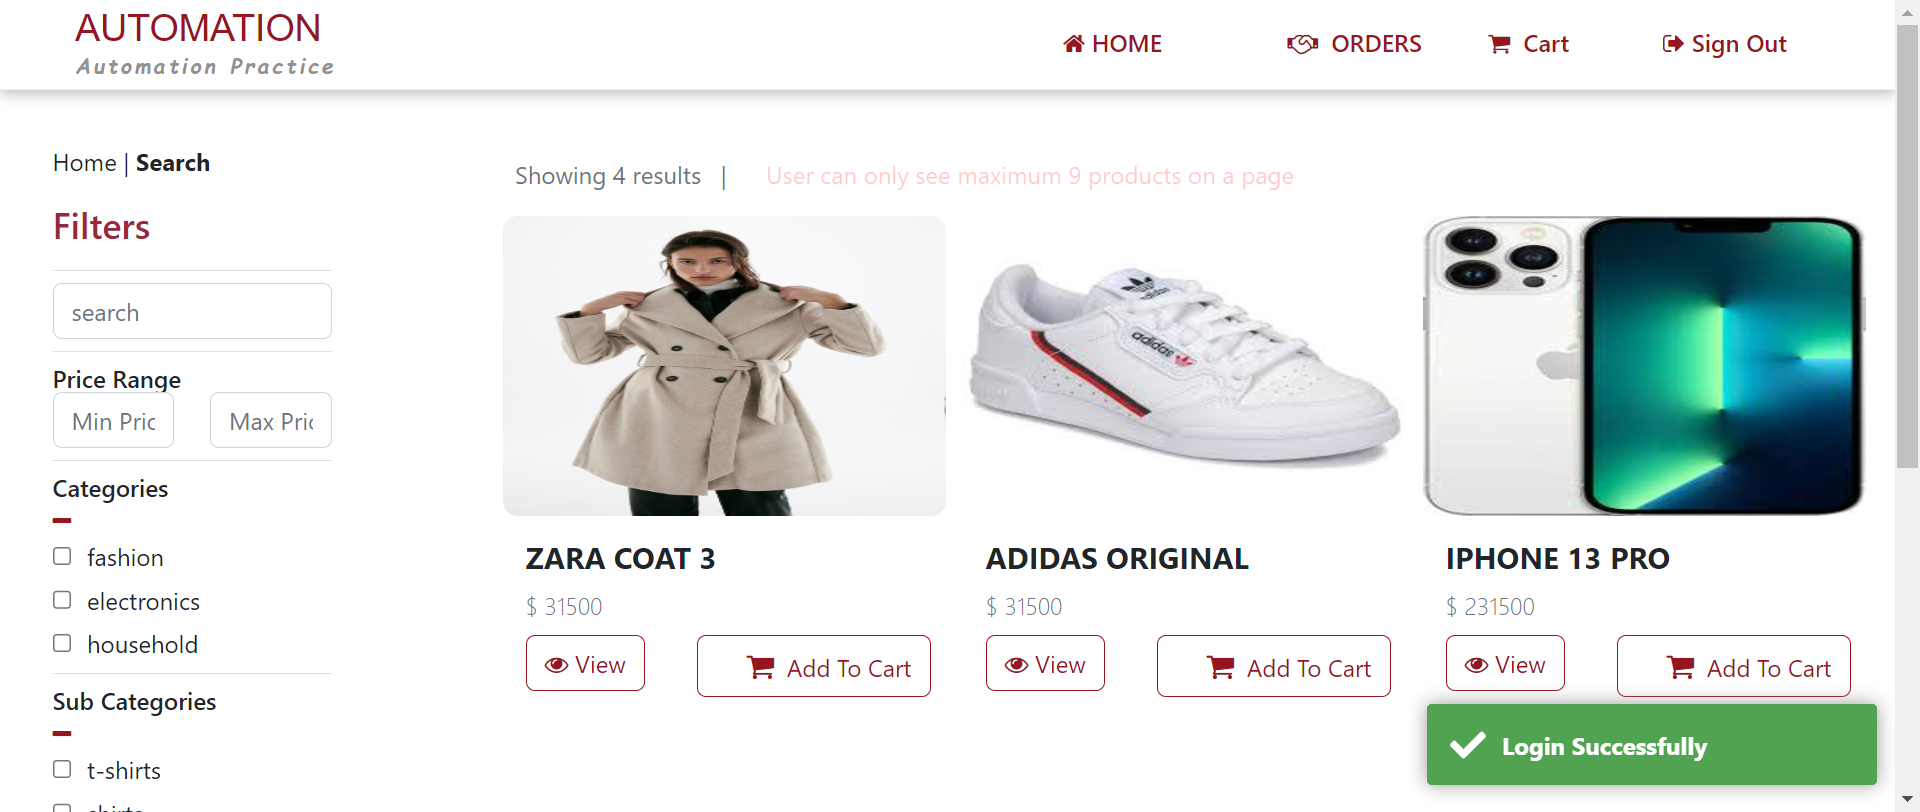 AUTOMATION
Automation Practice
HOME
ORDERS
Cart
Sign Out
Home | Search
Showing 4 results |
User can only see maximum 9 products on a page
Filters
search
Price Range
Min Pric
Max Pric
Categories
fashion
electronics
household
Sub Categories
t-shirts
shirts
adidas
adidas
ZARA COAT 3
$ 31500
View
Add To Cart
ADIDAS ORIGINAL
$ 31500
View
Add To Cart
IPHONE 13 PRO
$ 231500
View
Add To Cart
Login Successfully